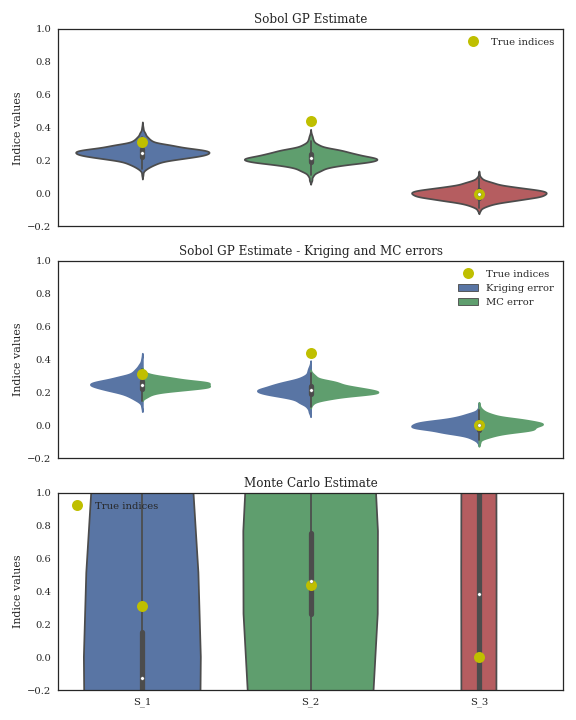 Sobol GP Estimate
1.0
0.8
0.6
0.4
0.2
0.0
−0.2
Indice values
True indices
Sobol GP Estimate - Kriging and MC errors
1.0
0.8
0.6
0.4
0.2
0.0
−0.2
Indice values
True indices
Kriging error
MC error
Monte Carlo Estimate
1.0
0.8
0.6
0.4
0.2
0.0
−0.2
Indice values
True indices
S_1 S_2 S_3